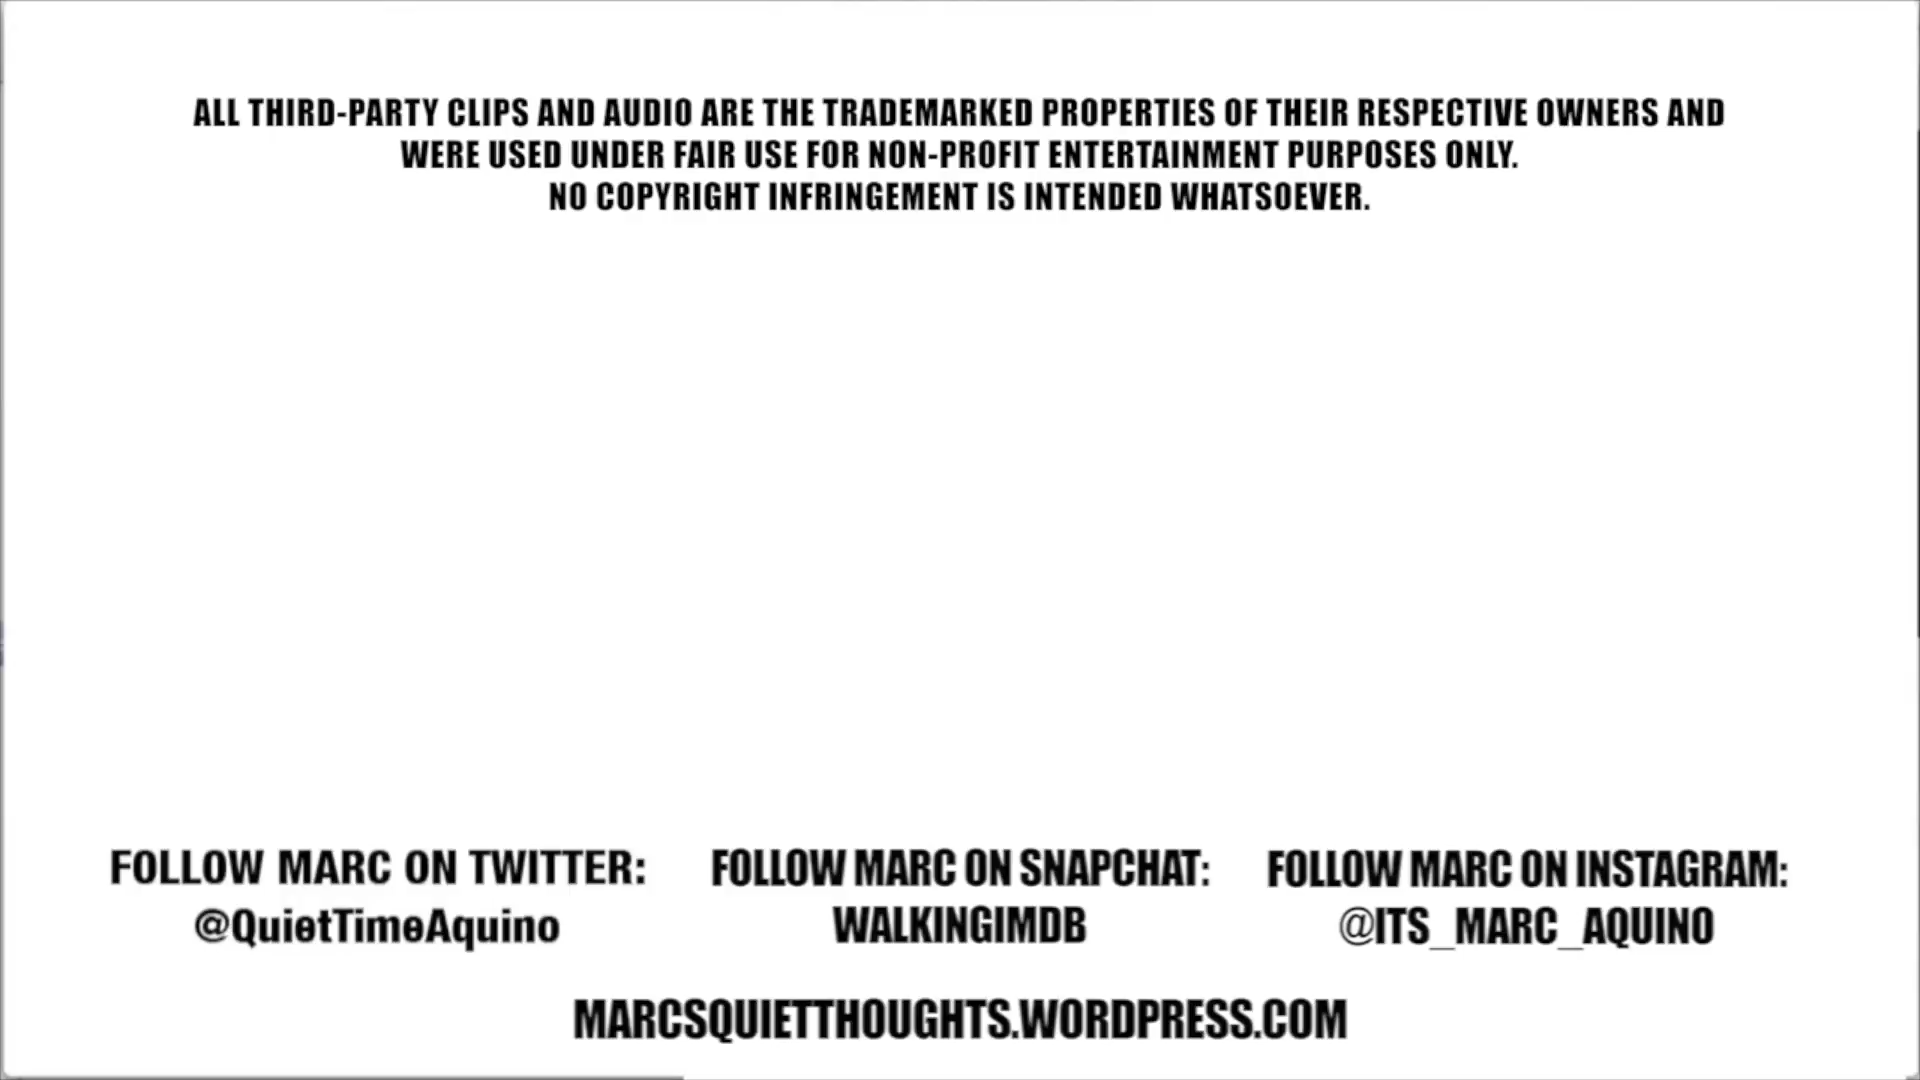 ALL THIRD-PARTY CLIPS AND AUDIO ARE THE TRADEMARKED PROPERTIES OF THEIR RESPECTIVE OWNERS AND
WERE USED UNDER FAIR USE FOR NON-PROFIT ENTERTAINMENT PURPOSES ONLY.
NO COPYRIGHT INFRINGEMENT IS INTENDED WHATSOEVER.
FOLLOW MARC ON TWITTER:
@QuietTimeAquino
FOLLOW MARC ON SNAPCHAT:
WALKINGIMDB
FOLLOW MARC ON INSTAGRAM:
@ITS_MARC_AQUINO
MARCSQUIETTHOUGHTS.WORDPRESS.COM